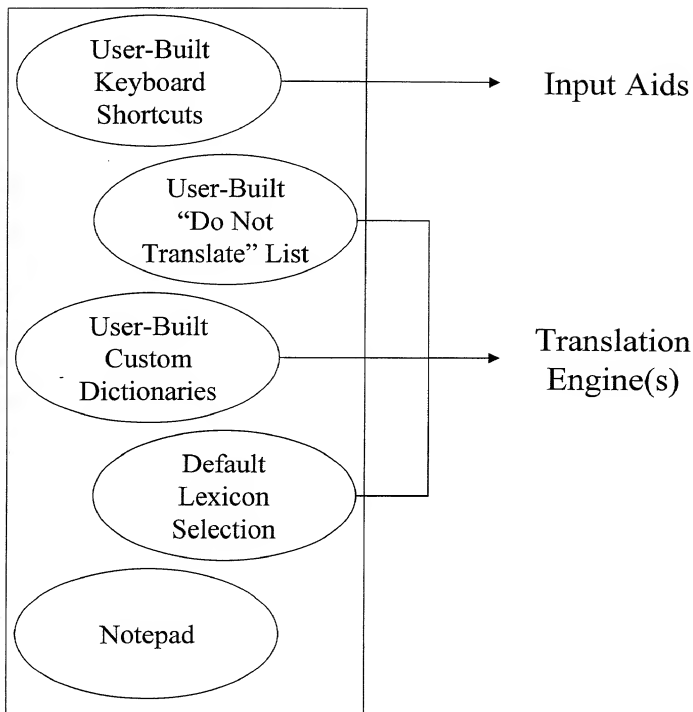 User-Built
Keyboard
Shortcuts
Input Aids
User-Built
“Do Not
Translate” List
User-Built
Custom
Dictionaries
Translation
Engine(s)
Default
Lexicon
Selection
Notepad